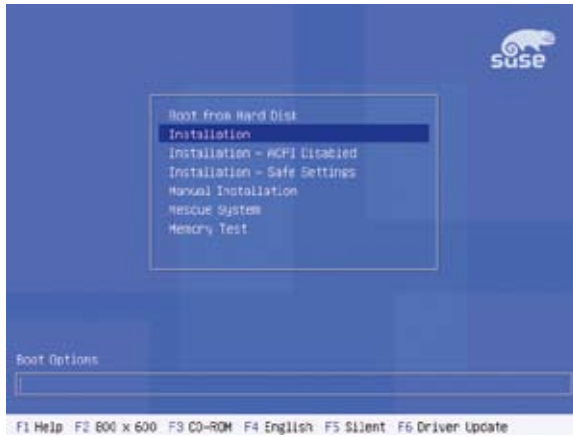 suse
Boot from Hard Disk
Installation
Installation - ACPI Disabled
Installation - Safe Settings
Manual Installation
Rescue System
Memory Test
Boot Options
F1 Help F2 800 x 600 F3 CD-ROM F4 English F5 Silent F6 Driver Update